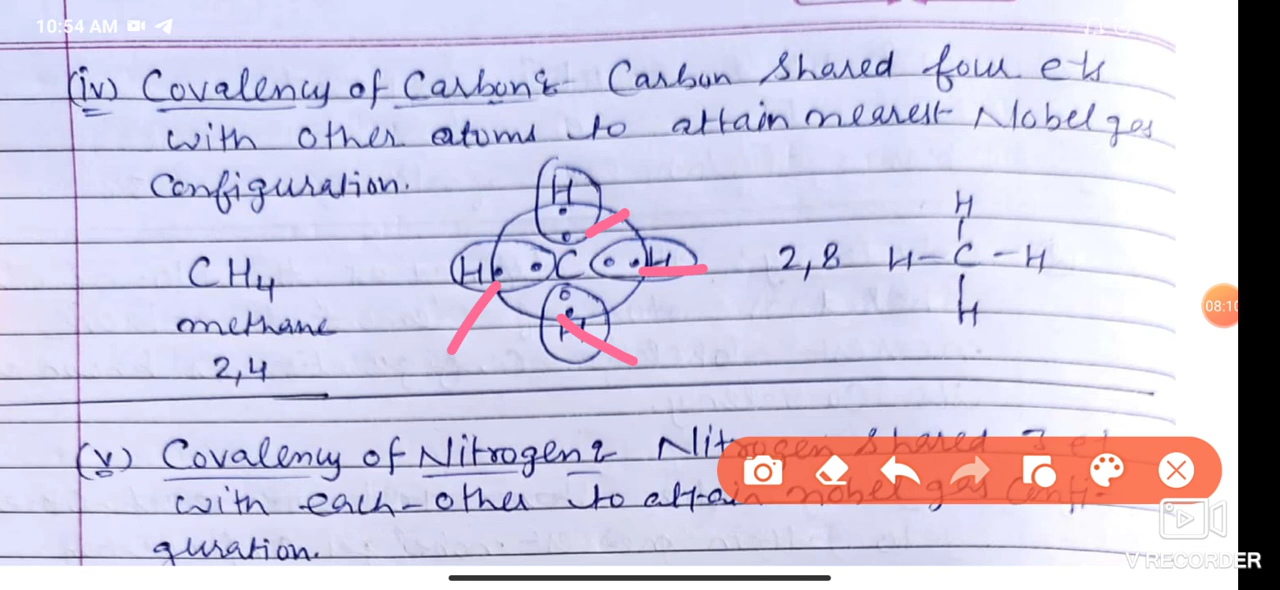 10:54 AM
(iv) Covalency of Carbon:- Carbon shared four e⁻s
with other atoms to attain nearest Nobel gas
Configuration.
H
H C H
H
CH4
methane
2,4
2,8
H
H-C-H
H
(v) Covalency of Nitrogen:- Nitrogen shared 3 e⁻
with each-other to attain nobel gas confi-
guration.
08:10
V RECORDER